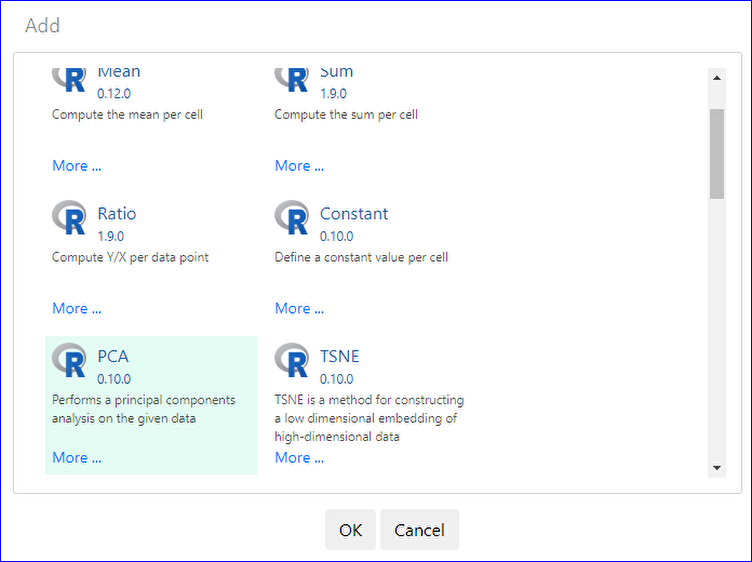 Add
Mean
0.12.0
Compute the mean per cell
More ...
Sum
1.9.0
Compute the sum per cell
More ...
R Ratio
1.9.0
Compute Y/X per data point
More ...
R Constant
0.10.0
Define a constant value per cell
More ...
R PCA
0.10.0
Performs a principal components
analysis on the given data
More ...
R TSNE
0.10.0
TSNE is a method for constructing
a low dimensional embedding of
high-dimensional data
More ...
OK
Cancel